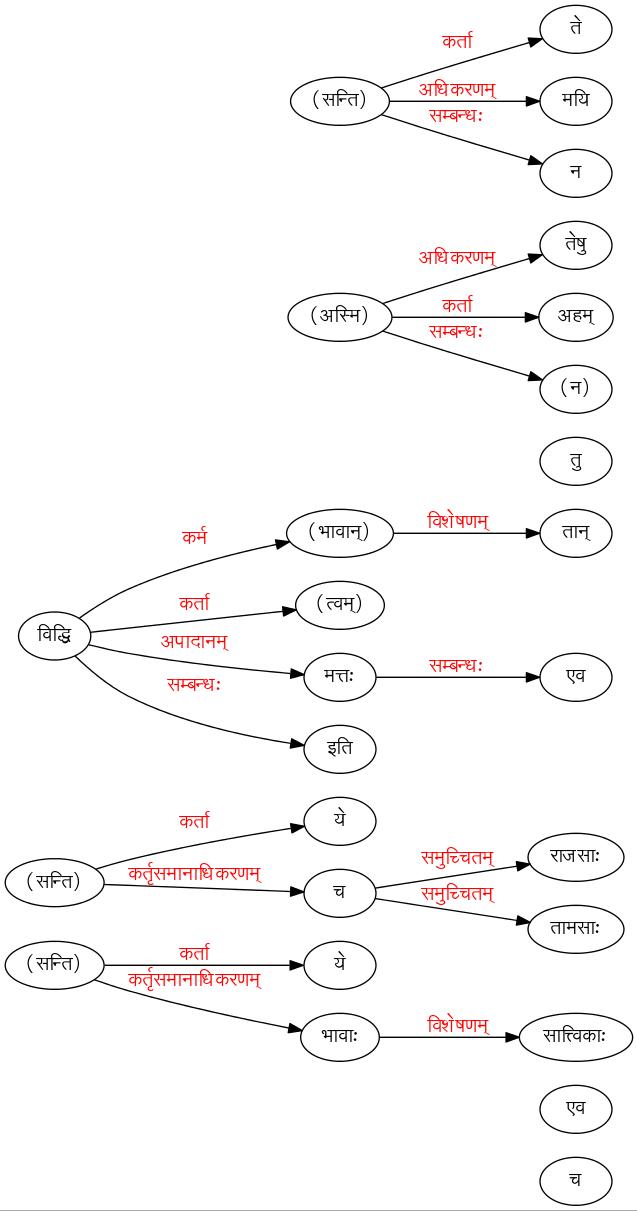 ते
कर्ता
(सन्ति)
अधिकरणम्
मयि
सम्बन्धः
न
तेषु
अधिकरणम्
(अस्मि)
कर्ता
अहम्
सम्बन्धः
(न)
तु
कर्म
(भावान्)
विशेषणम्
तान्
कर्ता
(त्वम्)
विद्धि
अपादानम्
मत्तः
सम्बन्धः
एव
सम्बन्धः
इति
कर्ता
ये
(सन्ति)
कर्तृसमानाधिकरणम्
च
समुच्चितम्
राजसाः
समुच्चितम्
तामसाः
(सन्ति)
कर्ता
ये
कर्तृसमानाधिकरणम्
भावाः
विशेषणम्
सात्त्विकाः
एव
च